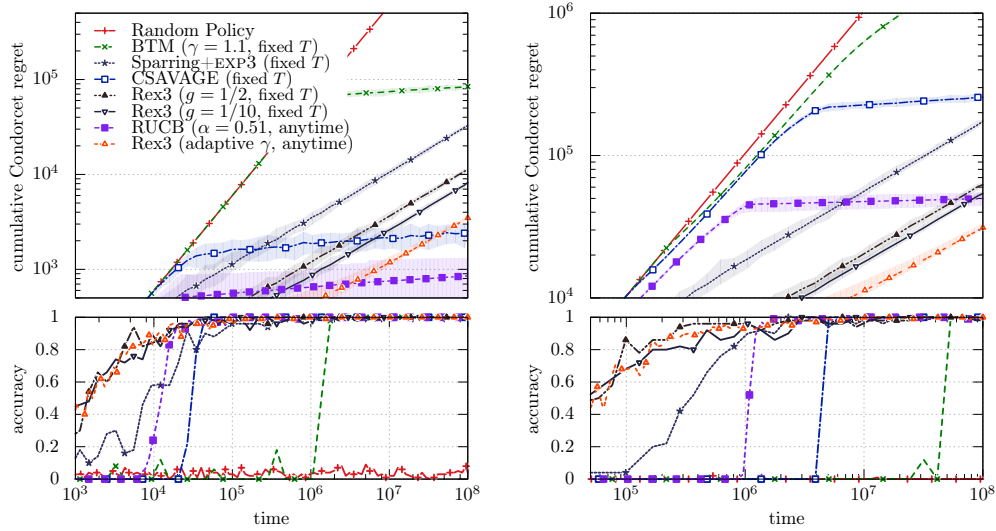 cumulative Condorcet regret
10^5
10^4
10^3
Random Policy
BTM (γ = 1.1, fixed T)
Sparring+EXP3 (fixed T)
CSAVAGE (fixed T)
Rex3 (g = 1/2, fixed T)
Rex3 (g = 1/10, fixed T)
RUCB (α = 0.51, anytime)
Rex3 (adaptive γ, anytime)
accuracy
1
0.8
0.6
0.4
0.2
0
10^3 10^4 10^5 10^6 10^7 10^8
time
cumulative Condorcet regret
10^6
10^5
10^4
accuracy
1
0.8
0.6
0.4
0.2
0
10^5 10^6 10^7 10^8
time